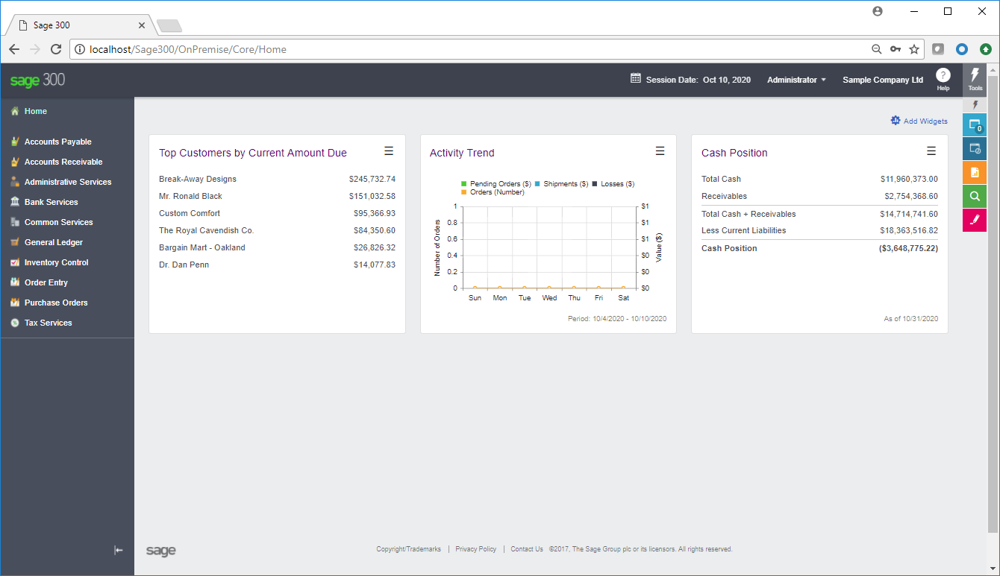 Sage 300
localhost/Sage300/OnPremise/Core/Home
sage 300
Session Date: Oct 10, 2020
Administrator
Sample Company Ltd
?
Help
Tools
Home
Accounts Payable
Accounts Receivable
Administrative Services
Bank Services
Common Services
General Ledger
Inventory Control
Order Entry
Purchase Orders
Tax Services
Add Widgets
0
Top Customers by Current Amount Due
Break-Away Designs $245,732.74
Mr. Ronald Black $151,032.58
Custom Comfort $95,366.93
The Royal Cavendish Co. $84,350.60
Bargain Mart - Oakland $26,826.32
Dr. Dan Penn $14,077.83
Activity Trend
Pending Orders ($) Shipments ($) Losses ($)
Orders (Number)
Number of Orders
1 $1
0.8 $1
0.6 $1
0.4 $0
0.2 $0
0 $0
Value ($)
Sun Mon Tue Wed Thu Fri Sat
Period: 10/4/2020 - 10/10/2020
Cash Position
Total Cash $11,960,373.00
Receivables $2,754,368.60
Total Cash + Receivables $14,714,741.60
Less Current Liabilities $18,363,516.82
Cash Position ($3,648,775.22)
As of 10/31/2020
sage
Copyright/Trademarks | Privacy Policy | Contact Us ©2017, The Sage Group plc or its licensors. All rights reserved.